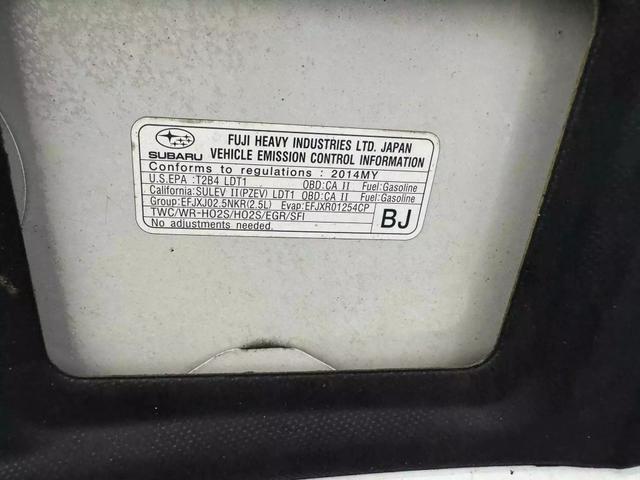 SUBARU
FUJI HEAVY INDUSTRIES LTD. JAPAN
VEHICLE EMISSION CONTROL INFORMATION
Conforms to regulations : 2014MY
U.S.EPA :T2B4 LDT1 OBD:CA II Fuel:Gasoline
California:SULEV II(PZEV) LDT1 OBD:CA II Fuel:Gasoline
Group:EFJXJ02.5NKR(2.5L) Evap:EFJXR01254CP
TWC/WR-HO2S/HO2S/EGR/SFI
No adjustments needed.
BJ